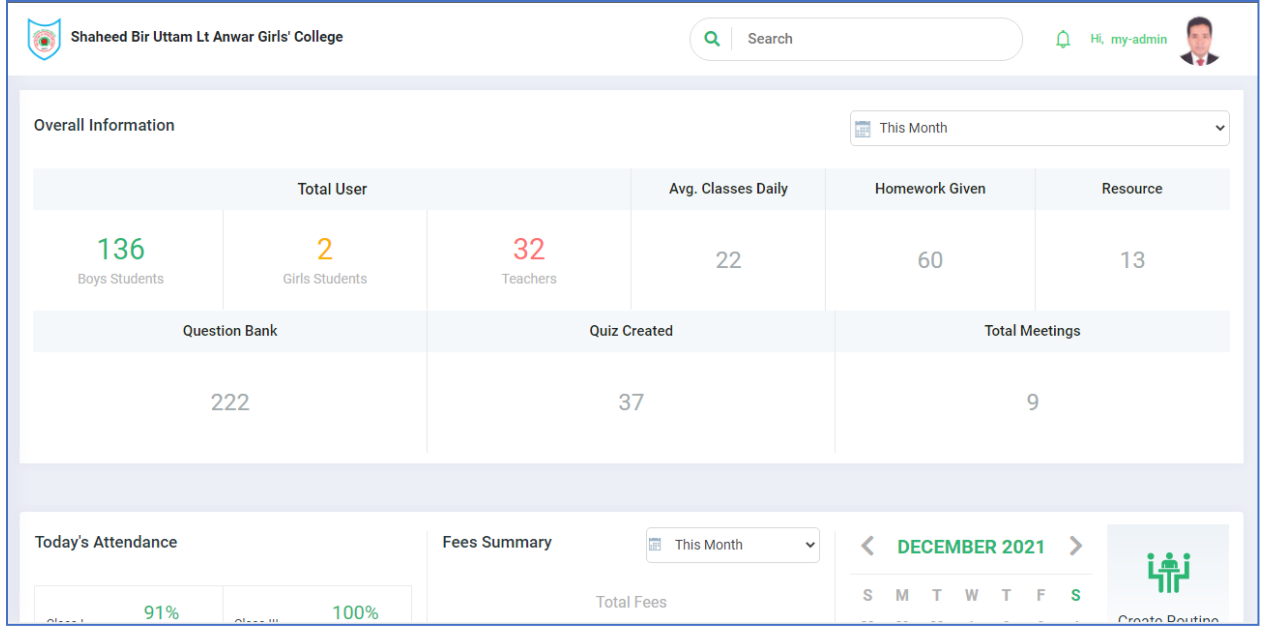 Shaheed Bir Uttam Lt Anwar Girls' College
Search
Hi, my-admin
Overall Information
This Month
Total User
Avg. Classes Daily
Homework Given
Resource
136
Boys Students
2
Girls Students
32
Teachers
22
60
13
Question Bank
Quiz Created
Total Meetings
222
37
9
Today's Attendance
Fees Summary
This Month
DECEMBER 2021
S M T W T F S
Total Fees
91%
100%
Create Routine